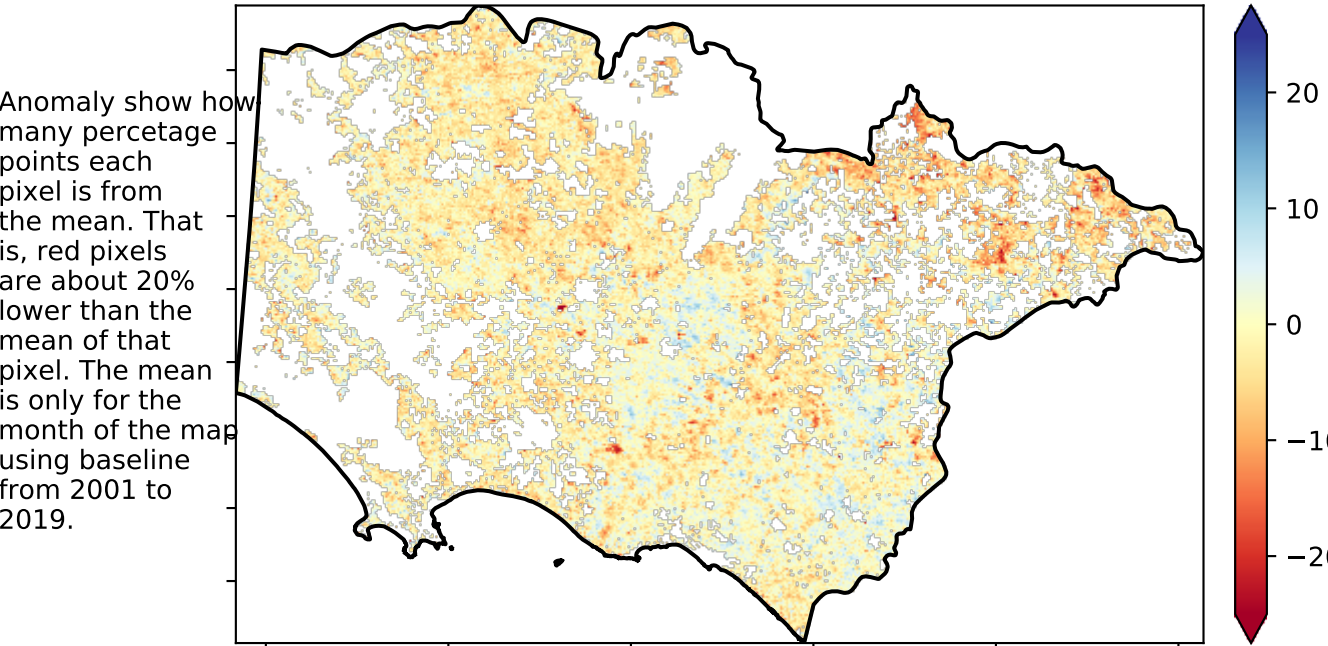 Anomaly show how
many percetage
points each
pixel is from
the mean. That
is, red pixels
are about 20%
lower than the
mean of that
pixel. The mean
is only for the
month of the map
using baseline
from 2001 to
2019.
20
10
0
−10
−20